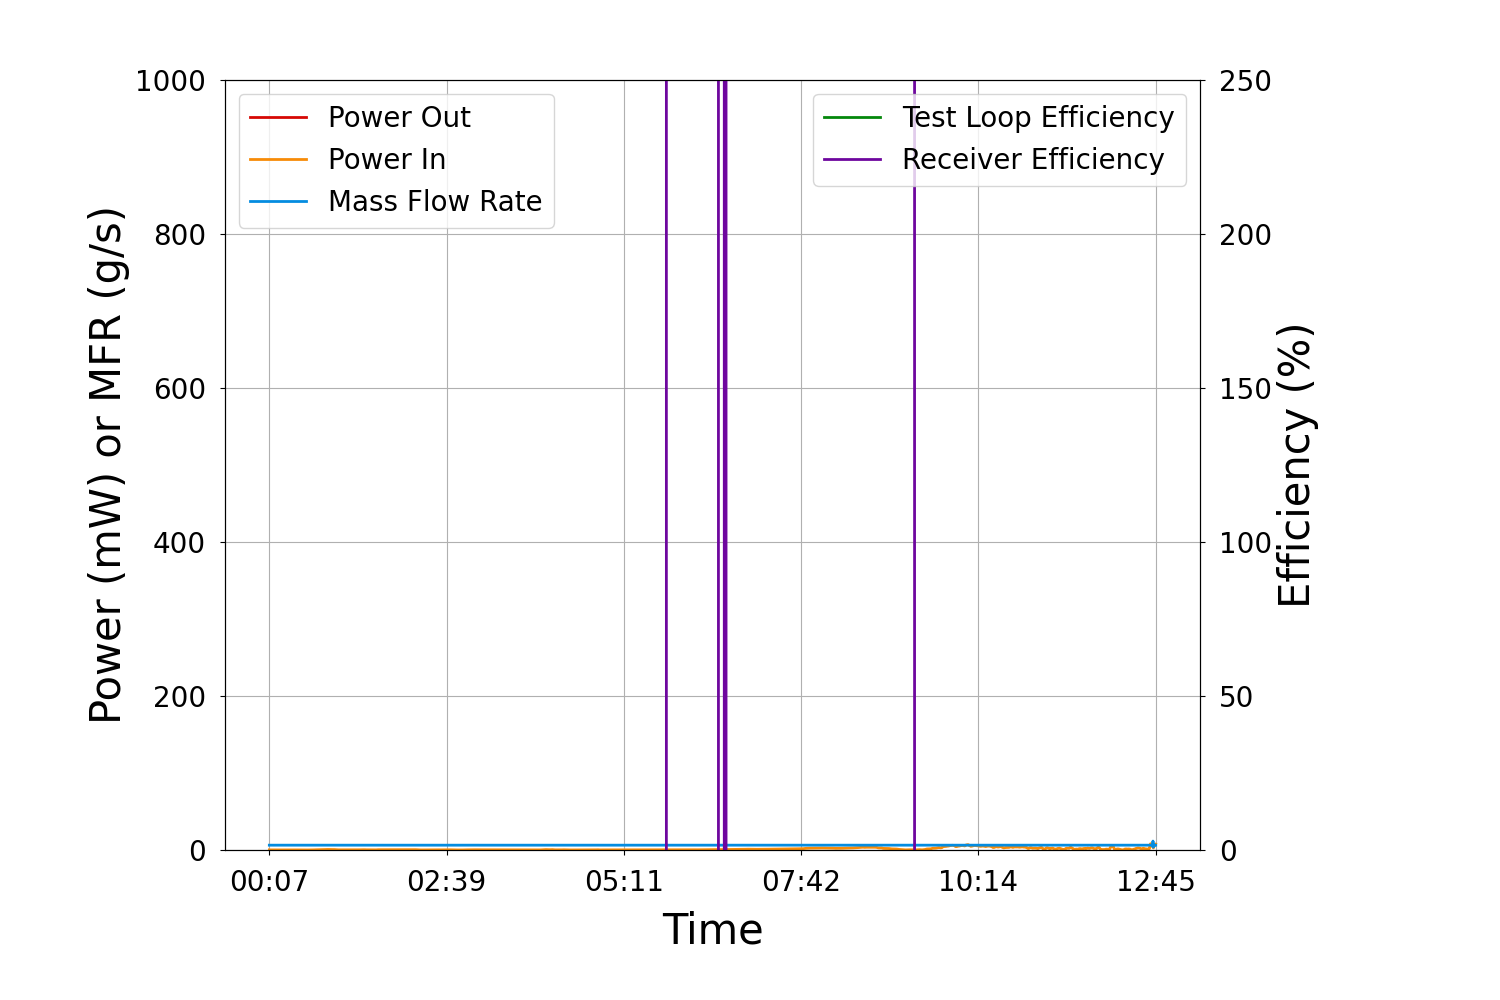 1000
800
600
400
200
0
Power (mW) or MFR (g/s)
Power Out
Power In
Mass Flow Rate
Test Loop Efficiency
Receiver Efficiency
250
200
150
100
50
0
Efficiency (%)
00:07 02:39 05:11 07:42 10:14 12:45
Time